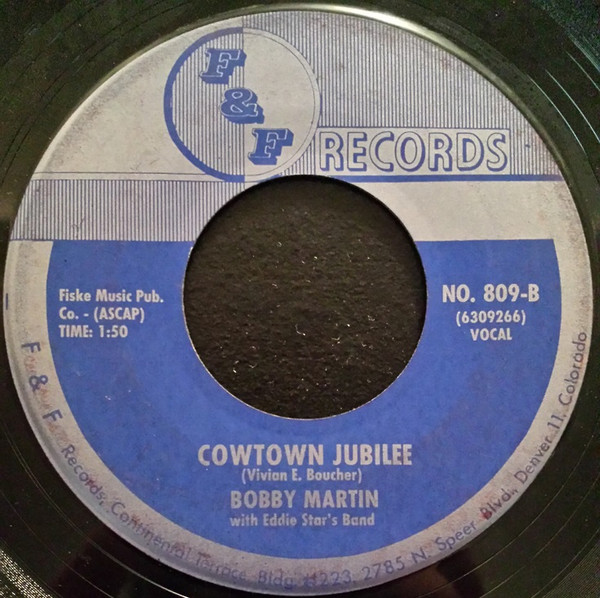 F
&
F
RECORDS
Fiske Music Pub.
Co. - (ASCAP)
TIME: 1:50
NO. 809-B
(6309266)
VOCAL
COWTOWN JUBILEE
(Vivian E. Boucher)
BOBBY MARTIN
with Eddie Star's Band
F & F Records, Continental Terrace Bldg. #223, 2785 N. Speer Blvd., Denver 11, Colorado